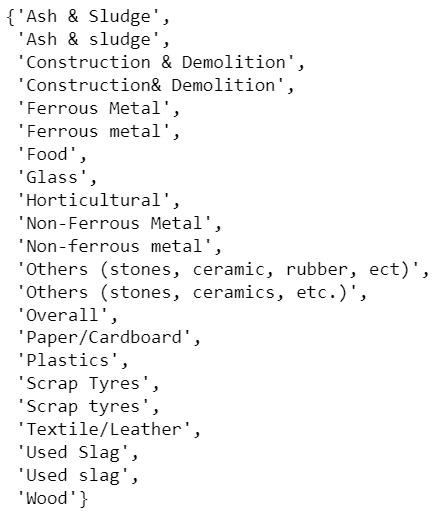 {'Ash & Sludge',
'Ash & sludge',
'Construction & Demolition',
'Construction& Demolition',
'Ferrous Metal',
'Ferrous metal',
'Food',
'Glass',
'Horticultural',
'Non-Ferrous Metal',
'Non-ferrous metal',
'Others (stones, ceramic, rubber, ect)',
'Others (stones, ceramics, etc.)',
'Overall',
'Paper/Cardboard',
'Plastics',
'Scrap Tyres',
'Scrap tyres',
'Textile/Leather',
'Used Slag',
'Used slag',
'Wood'}